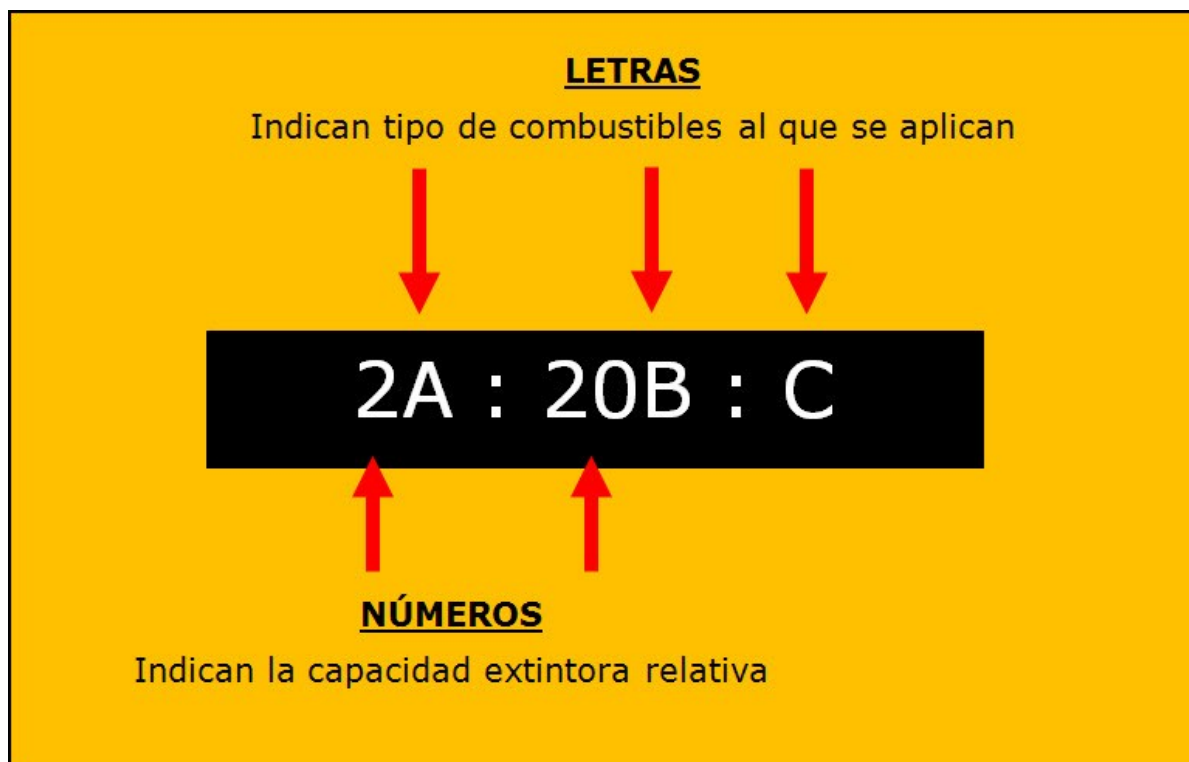 LETRAS
Indican tipo de combustibles al que se aplican
2A : 20B : C
NÚMEROS
Indican la capacidad extintora relativa